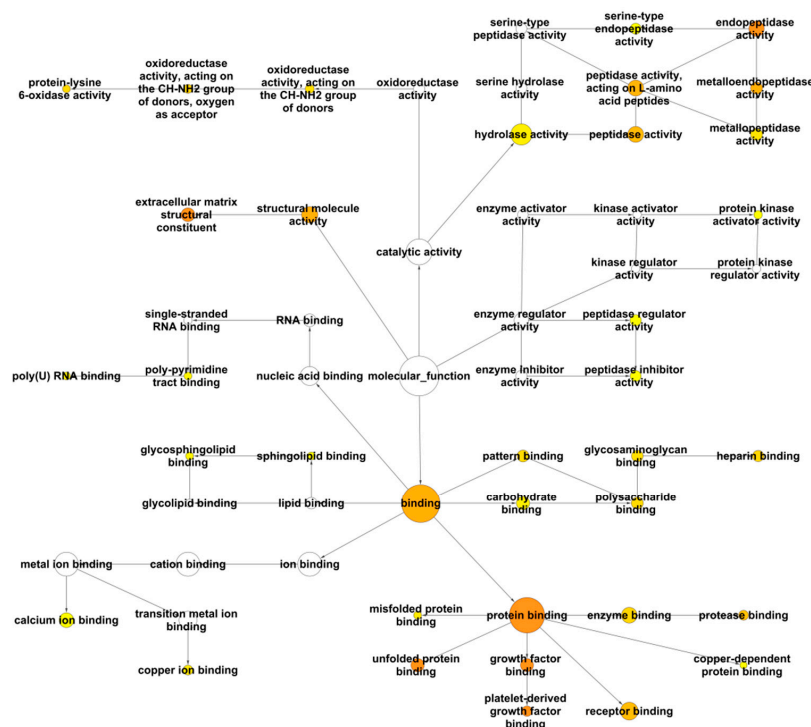 serine-type
peptidase activity
serine-type
endopeptidase
activity
endopeptidase
activity
protein-lysine
6-oxidase activity
oxidoreductase
activity, acting on
the CH-NH2 group
of donors, oxygen
as acceptor
oxidoreductase
activity, acting on
the CH-NH2 group
of donors
oxidoreductase
activity
serine hydrolase
activity
peptidase activity,
acting on L-amino
acid peptides
metalloendopeptidase
activity
hydrolase activity
peptidase activity
metallopeptidase
activity
extracellular matrix
structural
constituent
structural molecule
activity
catalytic activity
enzyme activator
activity
kinase activator
activity
protein kinase
activator activity
kinase regulator
activity
protein kinase
regulator activity
single-stranded
RNA binding
RNA binding
enzyme regulator
activity
peptidase regulator
activity
poly(U) RNA binding
poly-pyrimidine
tract binding
nucleic acid binding
molecular_function
enzyme inhibitor
activity
peptidase inhibitor
activity
glycosphingolipid
binding
sphingolipid binding
pattern binding
glycosaminoglycan
binding
heparin binding
glycolipid binding
lipid binding
binding
carbohydrate
binding
polysaccharide
binding
metal ion binding
cation binding
ion binding
calcium ion binding
transition metal ion
binding
copper ion binding
misfolded protein
binding
protein binding
enzyme binding
protease binding
unfolded protein
binding
growth factor
binding
copper-dependent
protein binding
platelet-derived
growth factor
binding
receptor binding